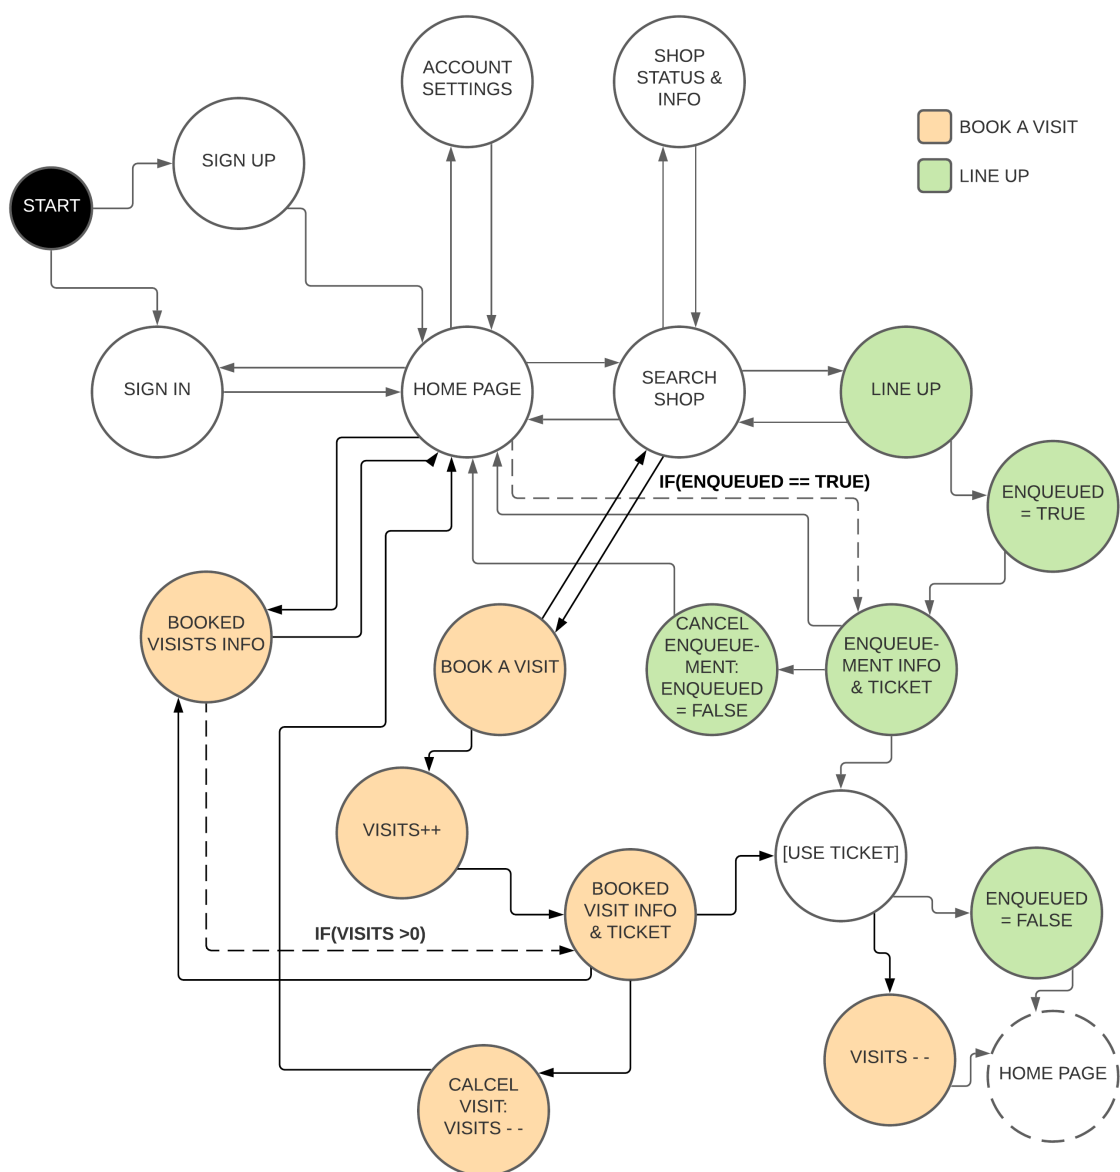 ACCOUNT
SETTINGS
SHOP
STATUS &
INFO
BOOK A VISIT
LINE UP
SIGN UP
START
SIGN IN
HOME PAGE
SEARCH
SHOP
LINE UP
IF(ENQUEUED == TRUE)
ENQUEUED
= TRUE
BOOKED
VISISTS INFO
BOOK A VISIT
CANCEL
ENQUEUE-
MENT:
ENQUEUED
= FALSE
ENQUEUE-
MENT INFO
& TICKET
VISITS++
[USE TICKET]
BOOKED
VISIT INFO
& TICKET
ENQUEUED
= FALSE
IF(VISITS >0)
VISITS - -
HOME PAGE
CALCEL
VISIT:
VISITS - -